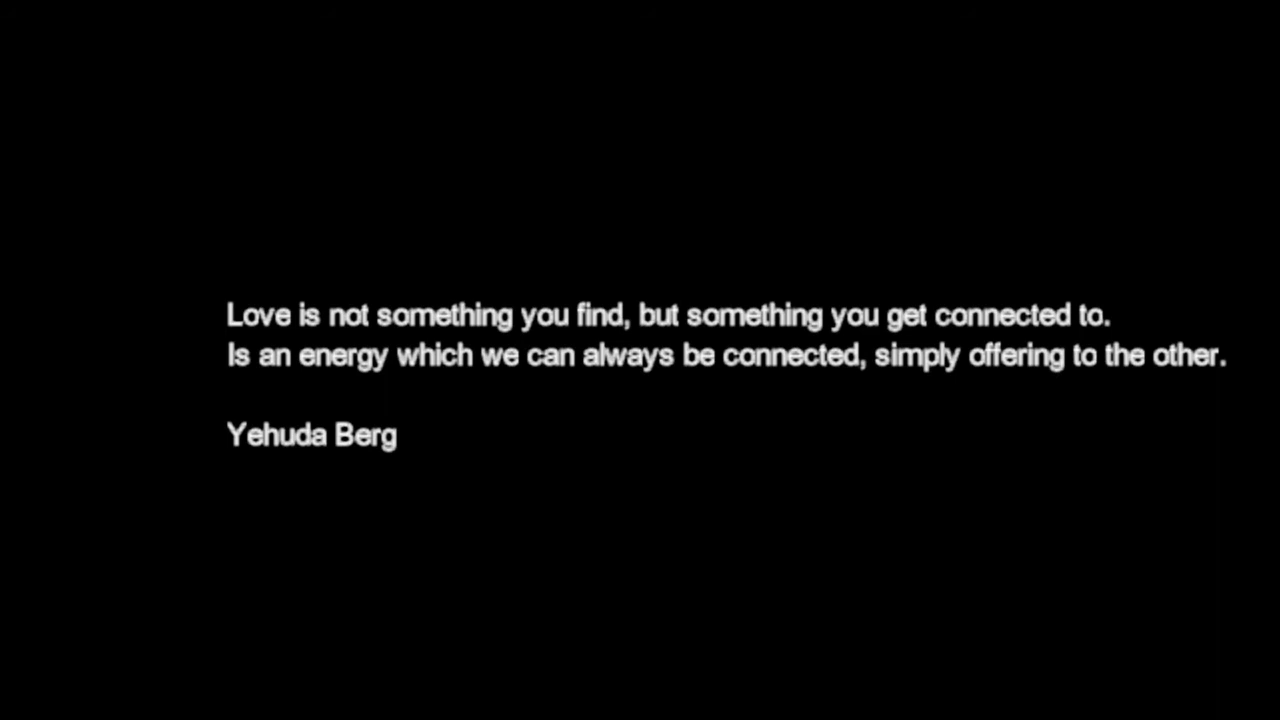 Love is not something you find, but something you get connected to.
Is an energy which we can always be connected, simply offering to the other.
Yehuda Berg